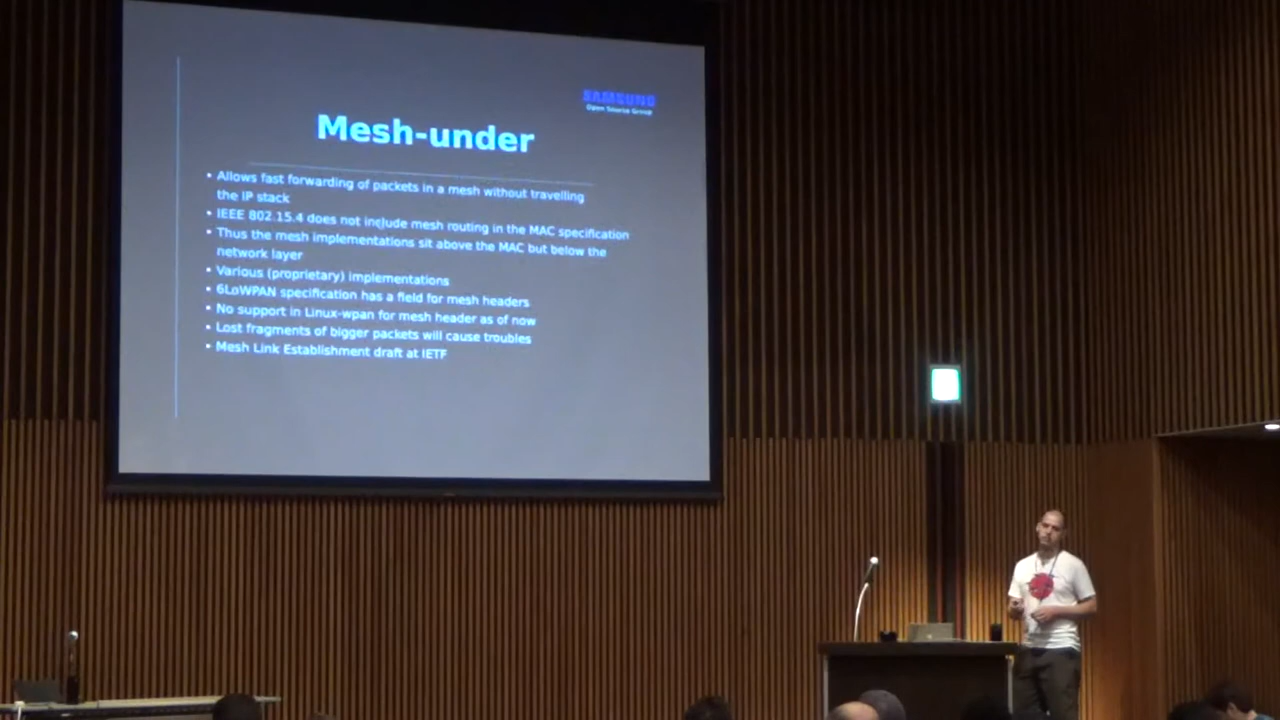 SAMSUNG
Open Source Group
Mesh-under
• Allows fast forwarding of packets in a mesh without travelling
the IP stack
• IEEE 802.15.4 does not include mesh routing in the MAC specification
• Thus the mesh implementations sit above the MAC but below the
network layer
• Various (proprietary) implementations
• 6LoWPAN specification has a field for mesh headers
• No support in Linux-wpan for mesh header as of now
• Lost fragments of bigger packets will cause troubles
• Mesh Link Establishment draft at IETF